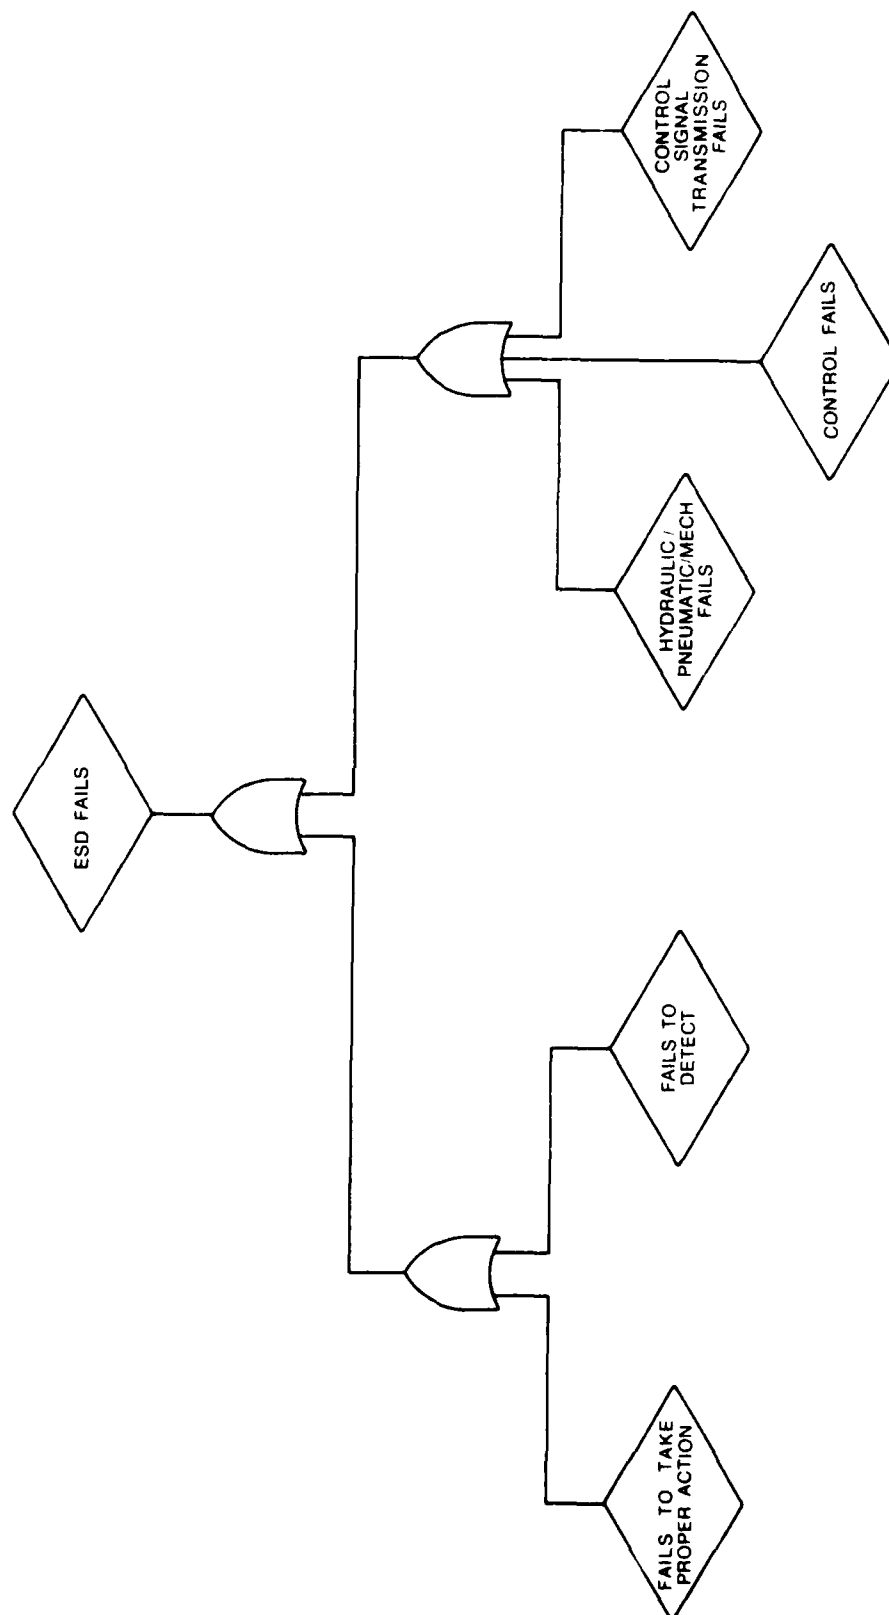 ESD FAILS
FAILS TO TAKE
PROPER ACTION
FAILS TO
DETECT
HYDRAULIC/
PNEUMATIC/MECH
FAILS
CONTROL FAILS
CONTROL
SIGNAL
TRANSMISSION
FAILS